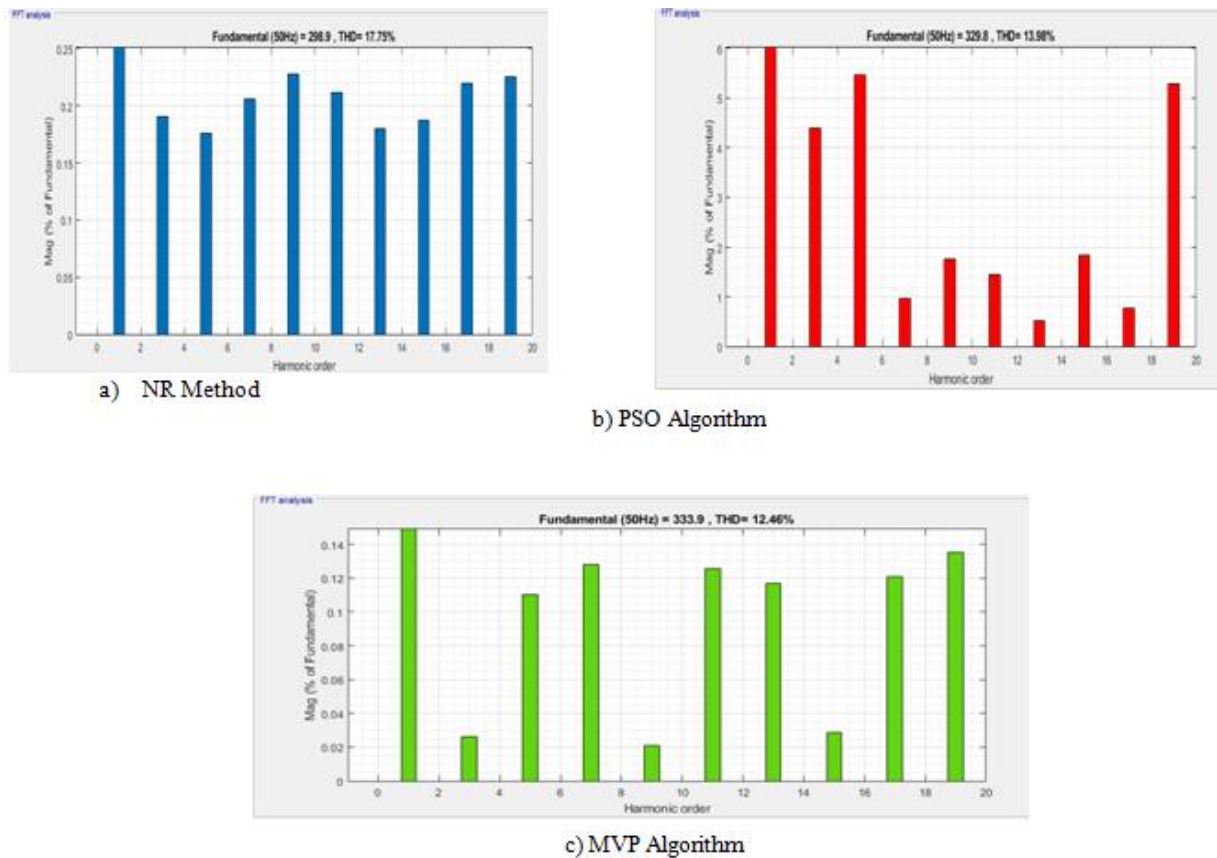 FFT analysis
Fundamental (50Hz) = 298.9 , THD= 17.75%
0.25
0.2
0.15
0.1
0.05
0
Mag (% of Fundamental)
0 2 4 6 8 10 12 14 16 18 20
Harmonic order
a) NR Method
FFT analysis
Fundamental (50Hz) = 329.8 , THD= 13.98%
6
5
4
3
2
1
0
Mag (% of Fundamental)
0 2 4 6 8 10 12 14 16 18 20
Harmonic order
b) PSO Algorithm
FFT analysis
Fundamental (50Hz) = 333.9 , THD= 12.46%
0.14
0.12
0.1
0.08
0.06
0.04
0.02
0
Mag (% of Fundamental)
0 2 4 6 8 10 12 14 16 18 20
Harmonic order
c) MVP Algorithm